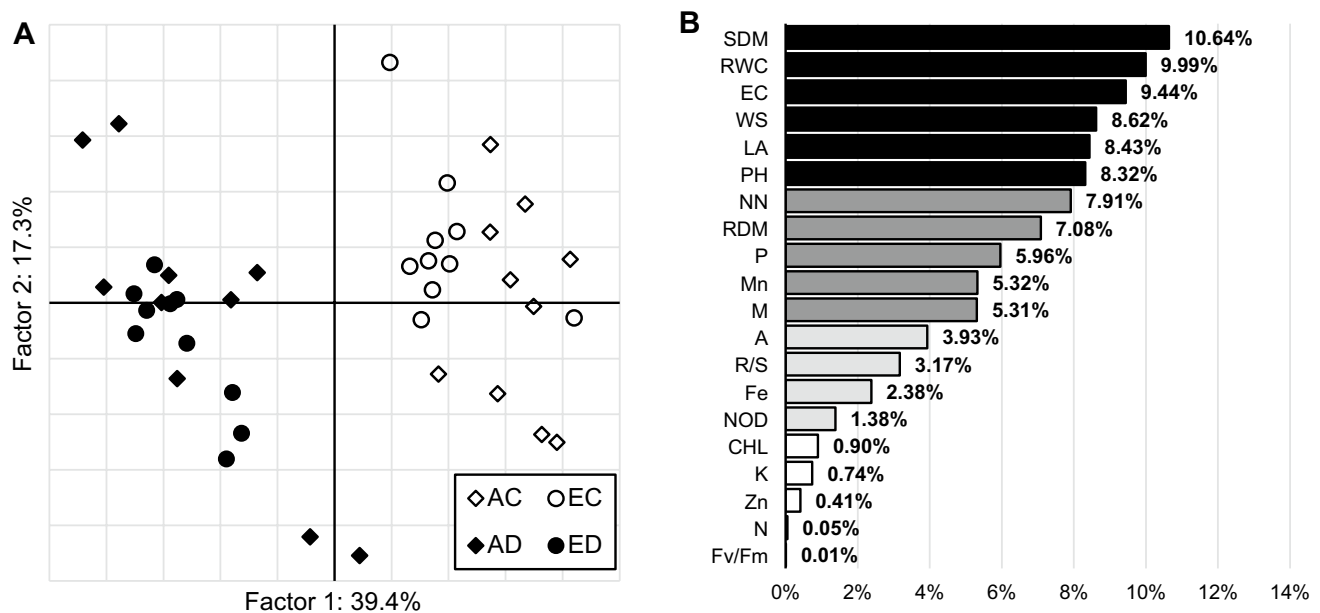 A
Factor 2: 17.3%
AC EC
AD ED
Factor 1: 39.4%
B
SDM 10.64%
RWC 9.99%
EC 9.44%
WS 8.62%
LA 8.43%
PH 8.32%
NN 7.91%
RDM 7.08%
P 5.96%
Mn 5.32%
M 5.31%
A 3.93%
R/S 3.17%
Fe 2.38%
NOD 1.38%
CHL 0.90%
K 0.74%
Zn 0.41%
N 0.05%
Fv/Fm 0.01%
0% 2% 4% 6% 8% 10% 12% 14%